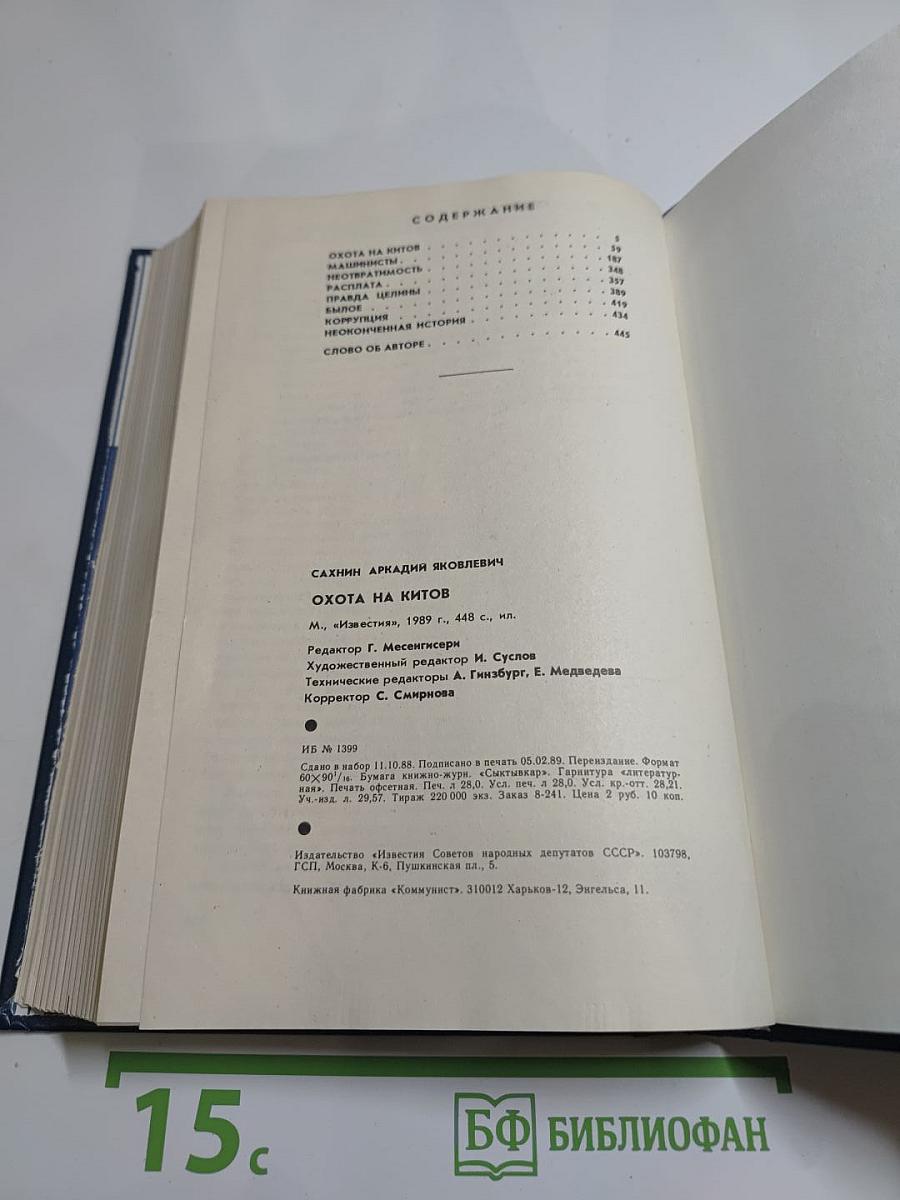 СОДЕРЖАНИЕ
ОХОТА НА КИТОВ . . . . . . . . . . . . 5
МАШИНИСТЫ . . . . . . . . . . . . 59
НЕОТВРАТИМОСТЬ . . . . . . . . . . . . 187
РАСПЛАТА . . . . . . . . . . . . 348
ПРАВДА ЦЕЛИНЫ . . . . . . . . . . . . 357
БЫЛОЕ . . . . . . . . . . . . 389
КОРРУПЦИЯ . . . . . . . . . . . . 419
НЕОКОНЧЕННАЯ ИСТОРИЯ . . . . . . . . . . . . 434
СЛОВО ОБ АВТОРЕ . . . . . . . . . . . . 445
САХНИН АРКАДИЙ ЯКОВЛЕВИЧ
ОХОТА НА КИТОВ
М., «Известия», 1989 г., 448 с., ил.
Редактор Г. Месенгисери
Художественный редактор И. Суслов
Технические редакторы А. Гинзбург, Е. Медведева
Корректор С. Смирнова
ИБ № 1399
Сдано в набор 11.10.88. Подписано в печать 05.02.89. Переиздание. Формат
60×90¹/₁₆. Бумага книжно-журн. «Сыктывкар». Гарнитура «литератур-
ная». Печать офсетная. Печ. л 28,0. Усл. печ. л 28,0. Усл. кр.-отт. 28,21.
Уч.-изд. л. 29,57. Тираж 220 000 экз. Заказ 8-241. Цена 2 руб. 10 коп.
Издательство «Известия Советов народных депутатов СССР». 103798,
ГСП, Москва, К-6, Пушкинская пл., 5.
Книжная фабрика «Коммунист». 310012 Харьков-12, Энгельса, 11.
15 с
БФ БИБЛИОФАН